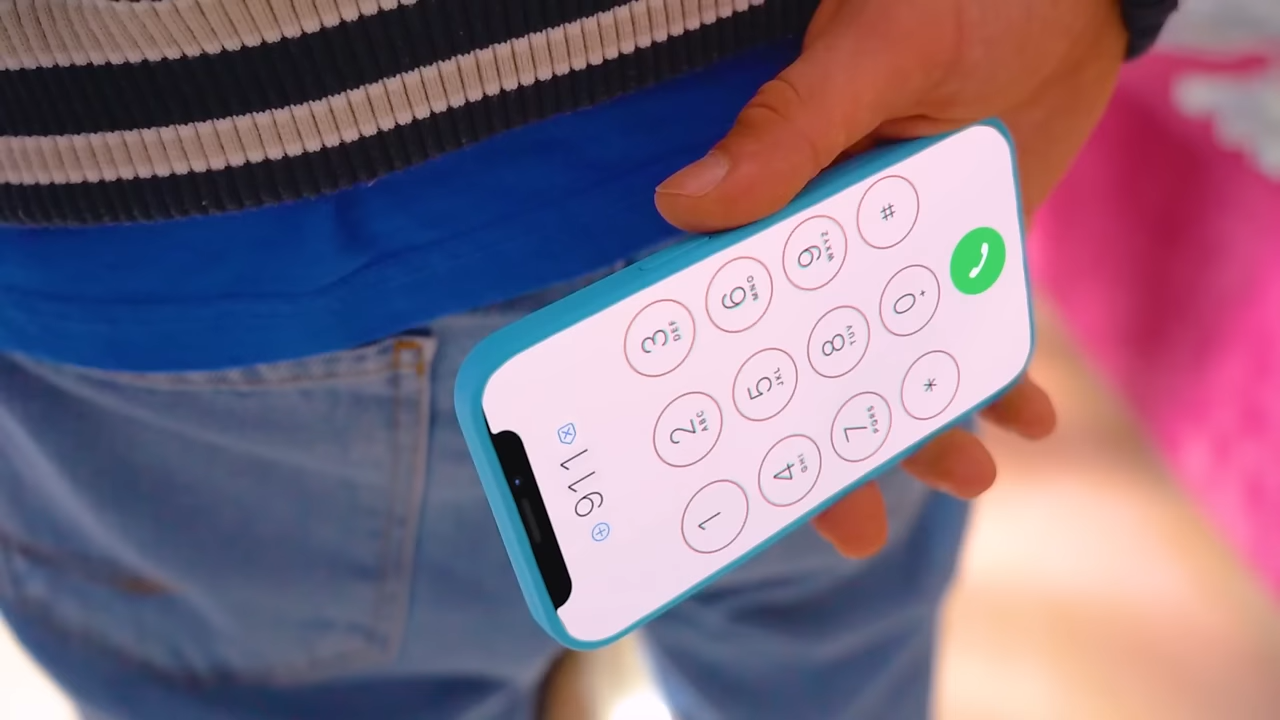 911
1 2 3
ABC DEF
4 5 6
GHI JKL MNO
7 8 9
PQRS TUV WXYZ
* 0 #
+